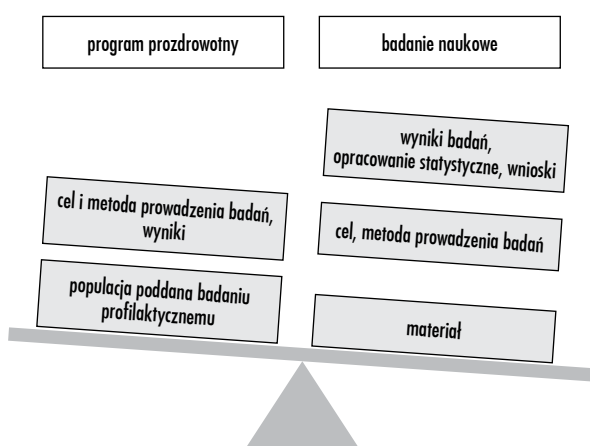 program prozdrowotny
badanie naukowe
wyniki badań,
opracowanie statystyczne, wnioski
cel i metoda prowadzenia badań,
wyniki
cel, metoda prowadzenia badań
populacja poddana badaniu
profilaktycznemu
materiał